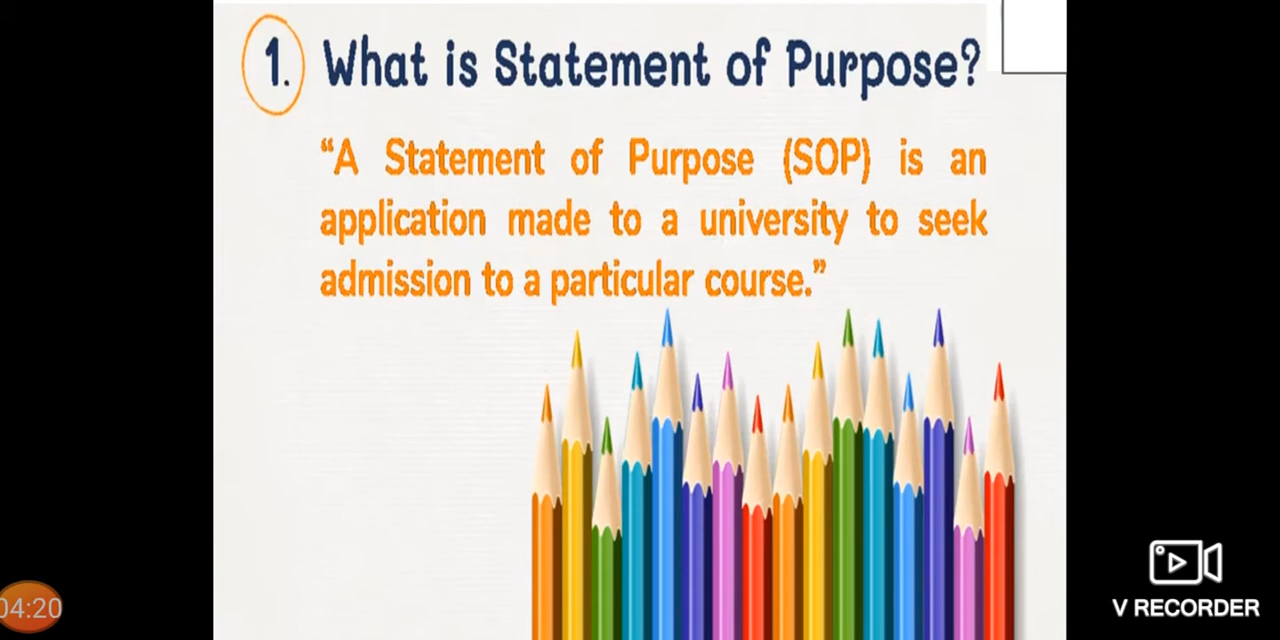 1. What is Statement of Purpose?
“A Statement of Purpose (SOP) is an
application made to a university to seek
admission to a particular course.”
04:20
V RECORDER